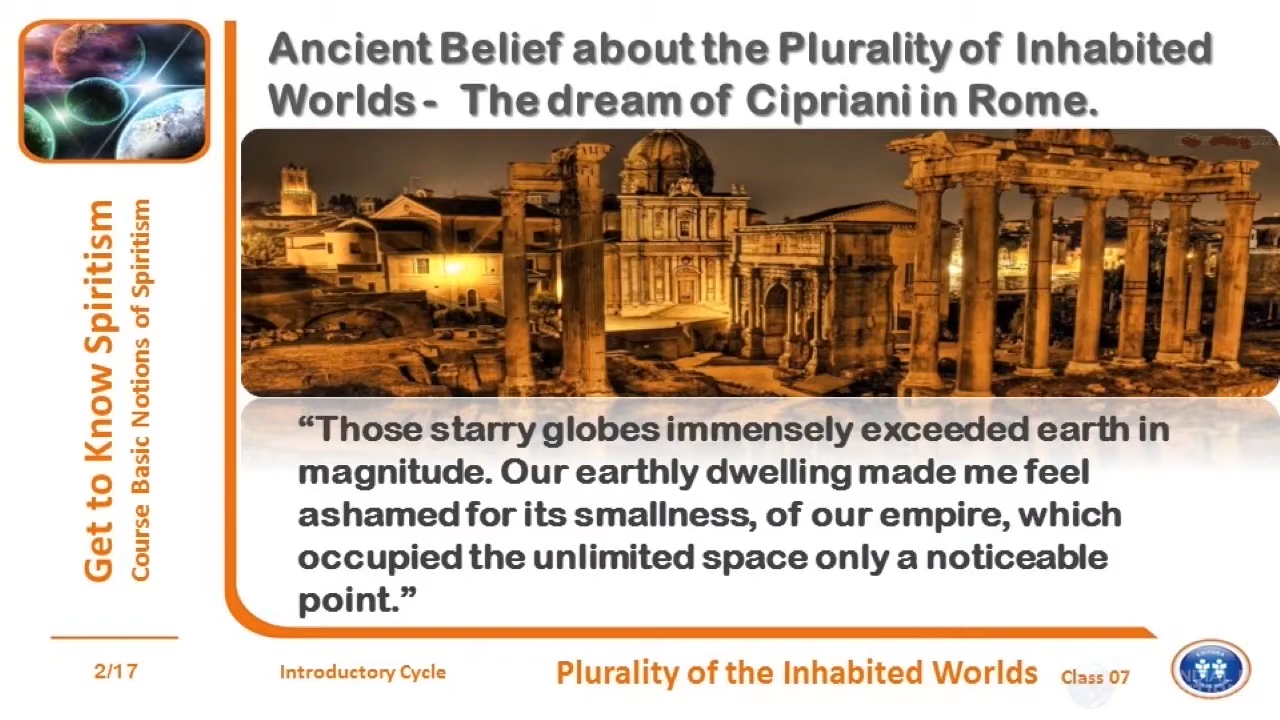 Ancient Belief about the Plurality of Inhabited
Worlds - The dream of Cipriani in Rome.
Get to Know Spiritism
Course Basic Notions of Spiritism
“Those starry globes immensely exceeded earth in
magnitude. Our earthly dwelling made me feel
ashamed for its smallness, of our empire, which
occupied the unlimited space only a noticeable
point.”
2/17
Introductory Cycle
Plurality of the Inhabited Worlds
Class 07